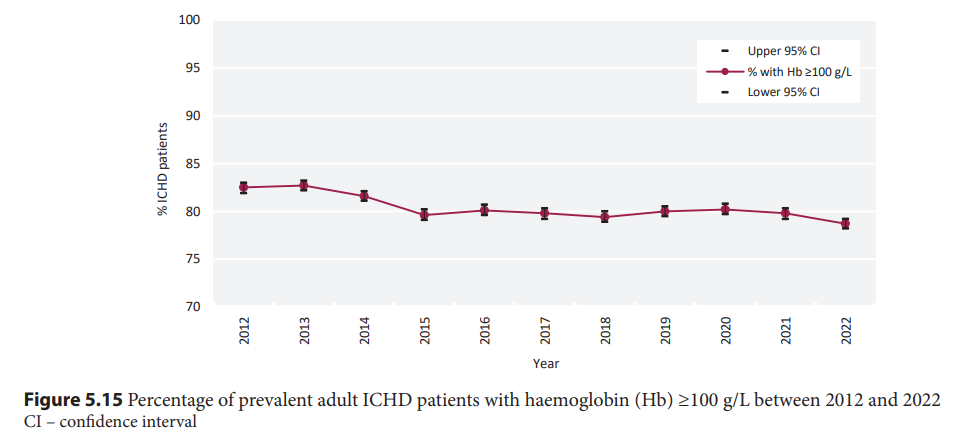 100
95
90
85
80
75
70
% ICHD patients
Upper 95% CI
% with Hb ≥100 g/L
Lower 95% CI
2012
2013
2014
2015
2016
2017
2018
2019
2020
2021
2022
Year
Figure 5.15 Percentage of prevalent adult ICHD patients with haemoglobin (Hb) ≥100 g/L between 2012 and 2022
CI – confidence interval